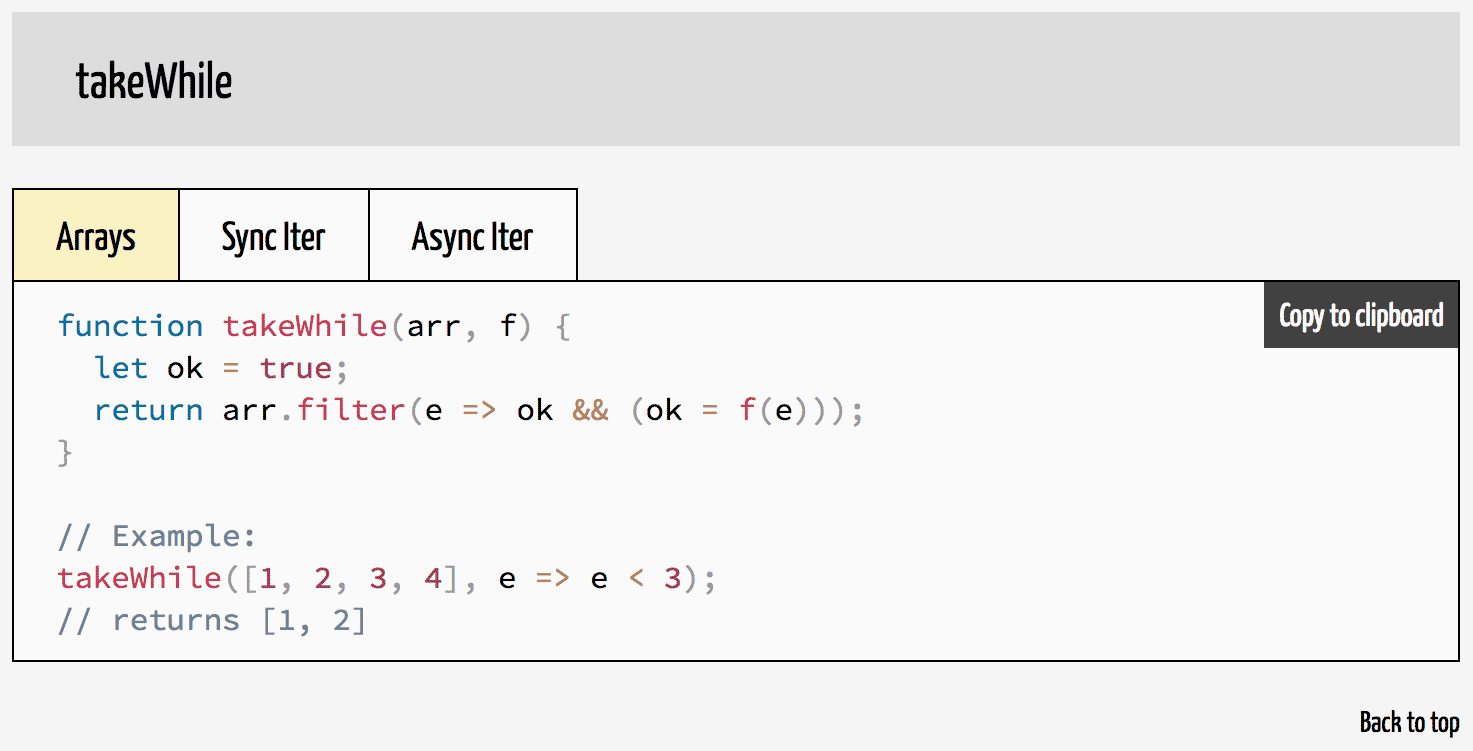 takeWhile
Arrays Sync Iter Async Iter
Copy to clipboard
function takeWhile(arr, f) {
  let ok = true;
  return arr.filter(e => ok && (ok = f(e)));
}
// Example:
takeWhile([1, 2, 3, 4], e => e < 3);
// returns [1, 2]
Back to top